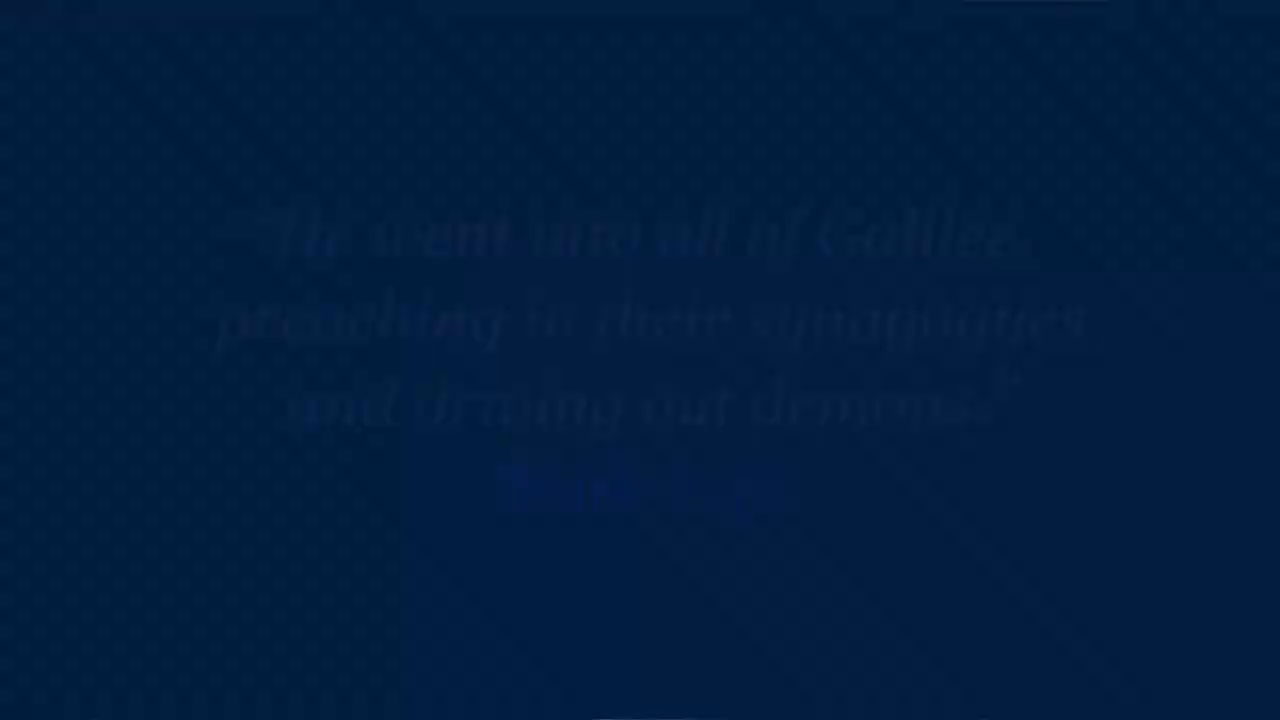 "He went into all of Galilee,
preaching in their synagogues
and driving out demons."